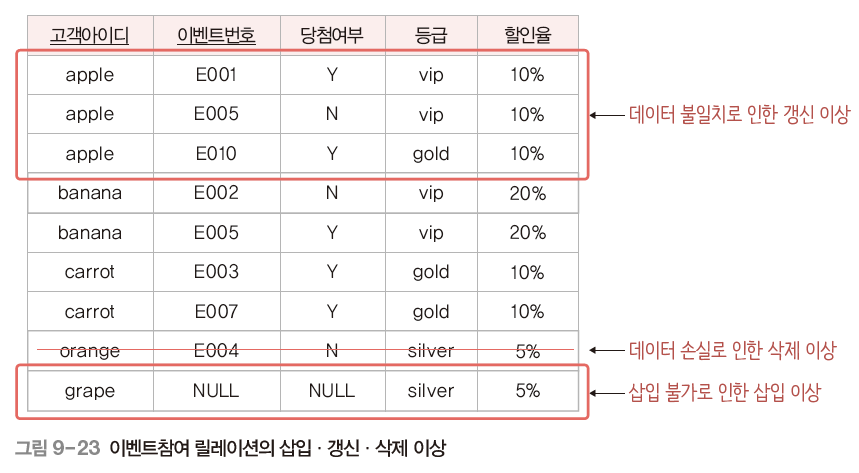 고객아이디 이벤트번호 당첨여부 등급 할인율
apple E001 Y vip 10%
apple E005 N vip 10%
데이터 불일치로 인한 갱신 이상
apple E010 Y gold 10%
banana E002 N vip 20%
banana E005 Y vip 20%
carrot E003 Y gold 10%
carrot E007 Y gold 10%
orange E004 N silver 5%
데이터 손실로 인한 삭제 이상
grape NULL NULL silver 5%
삽입 불가로 인한 삽입 이상
그림 9-23 이벤트참여 릴레이션의 삽입 · 갱신 · 삭제 이상